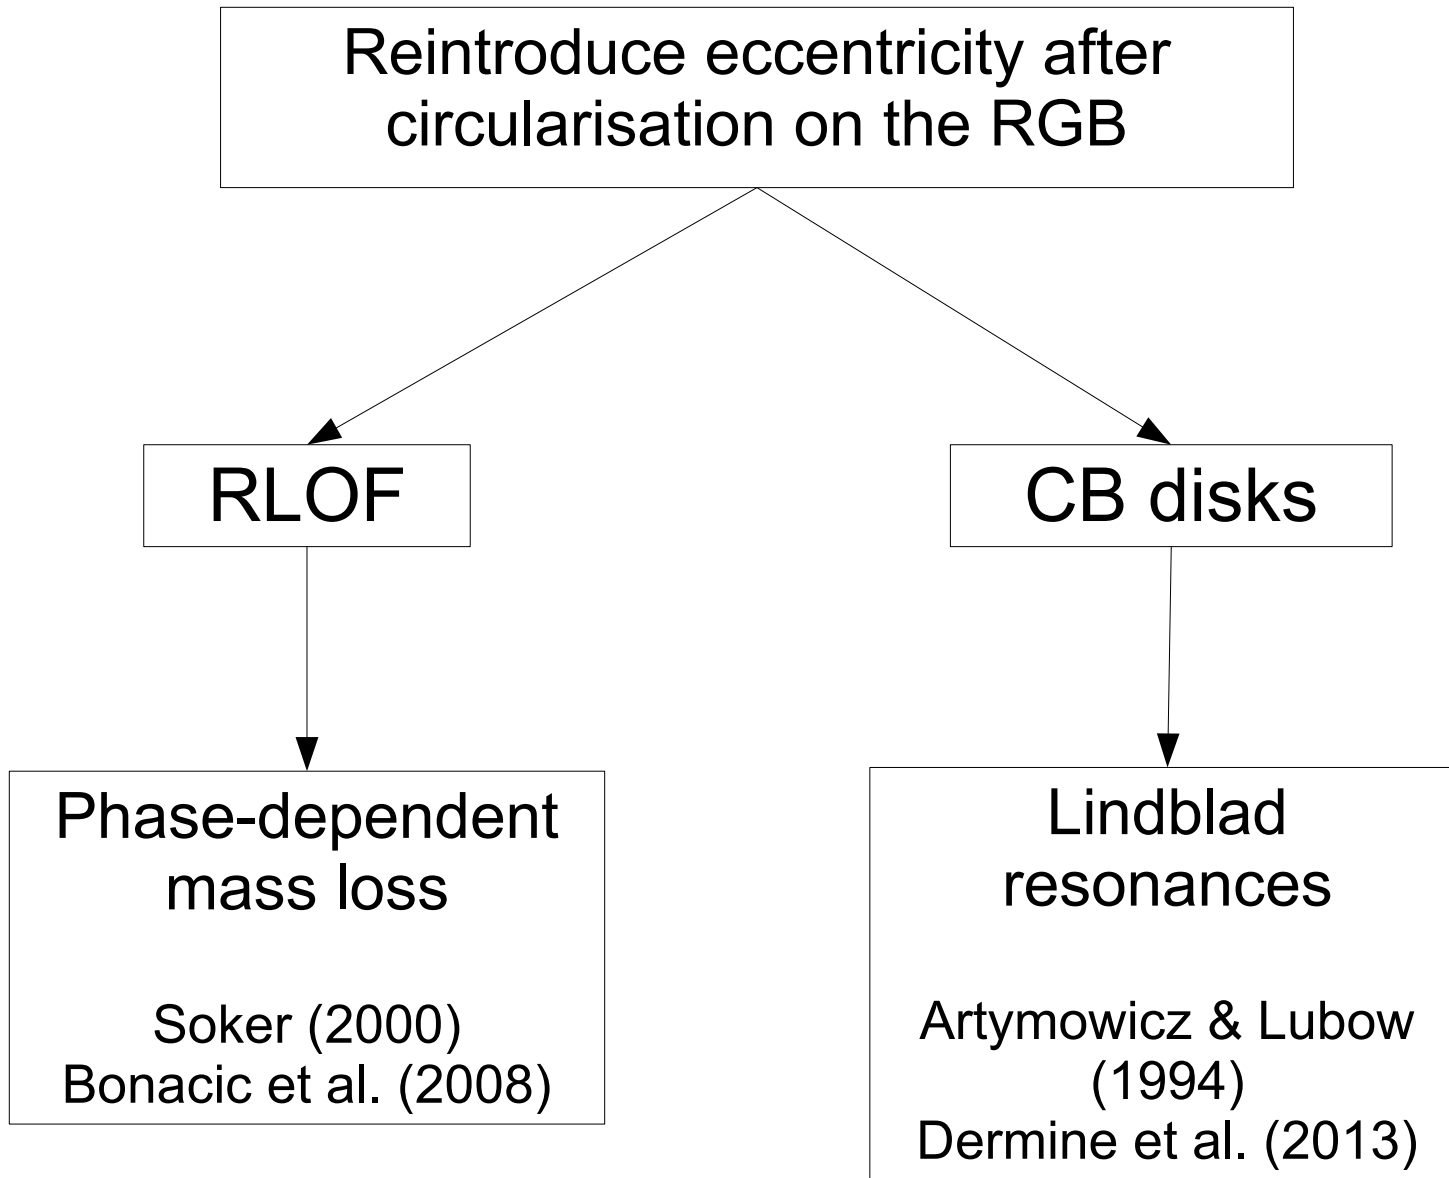 Reintroduce eccentricity after
circularisation on the RGB
RLOF
CB disks
Phase-dependent
mass loss
Soker (2000)
Bonacic et al. (2008)
Lindblad
resonances
Artymowicz & Lubow
(1994)
Dermine et al. (2013)